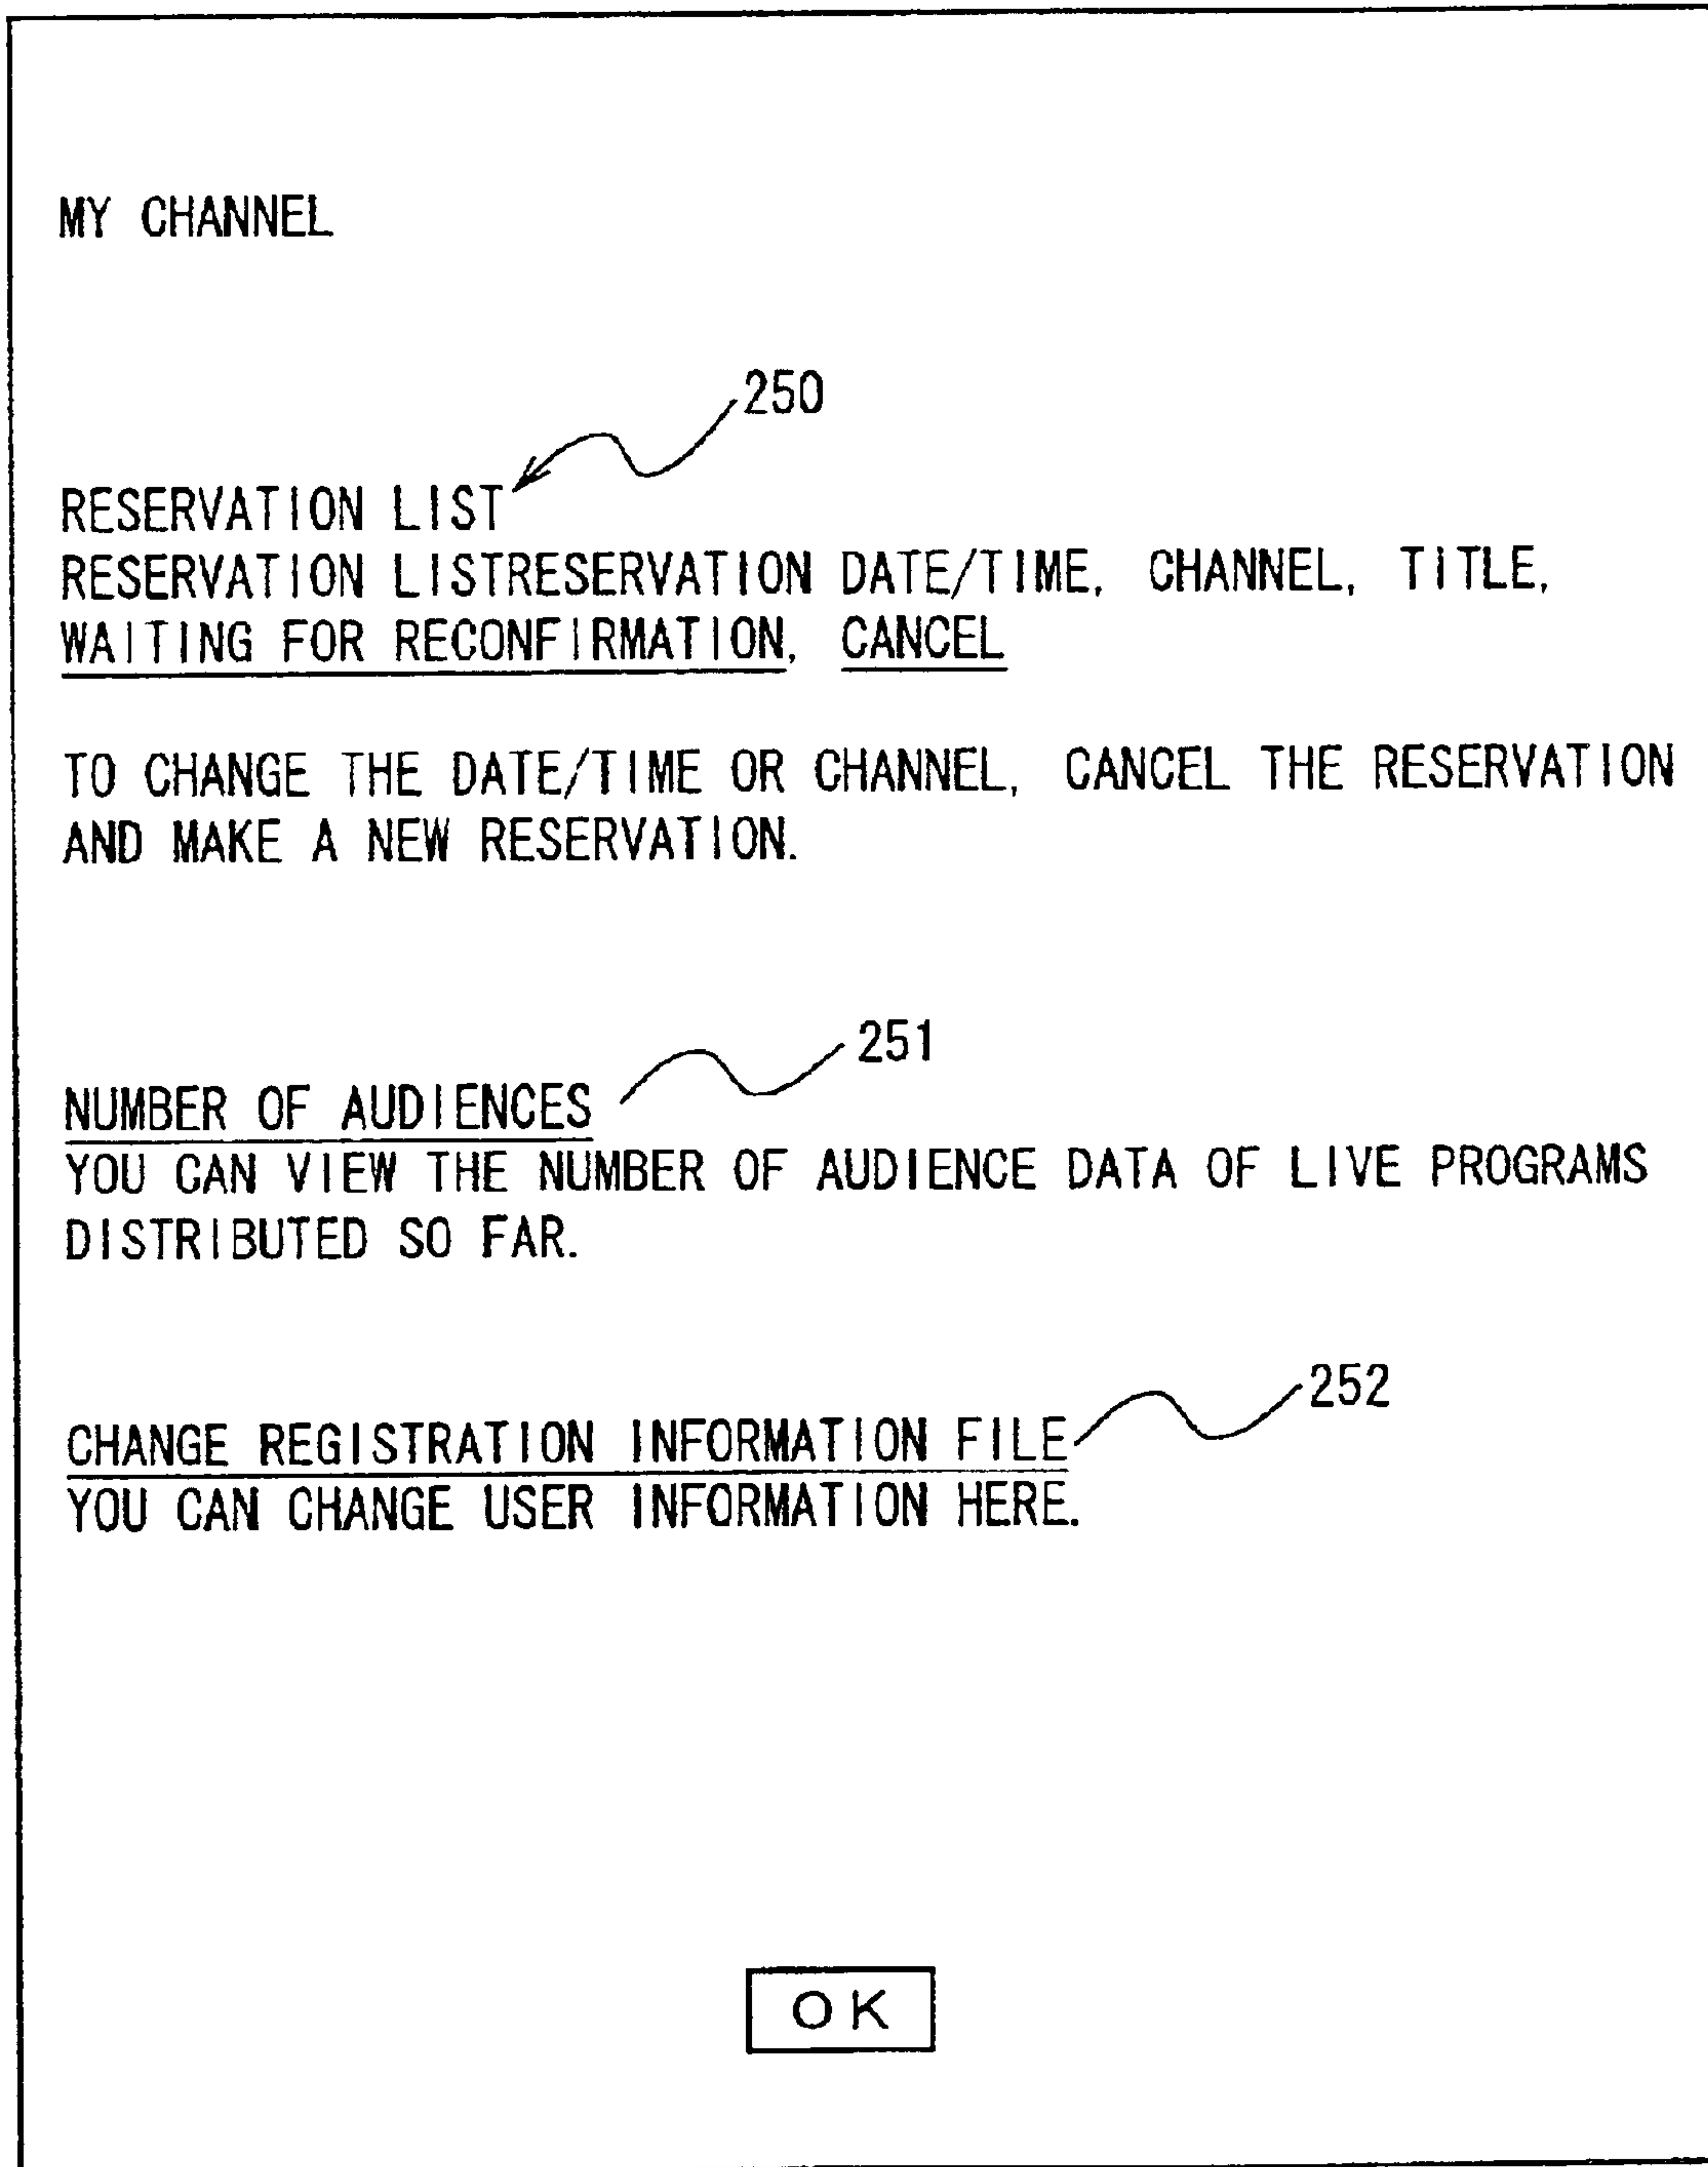 MY CHANNEL
250
RESERVATION LIST
RESERVATION LISTRESERVATION DATE/TIME, CHANNEL, TITLE,
WAITING FOR RECONFIRMATION, CANCEL
TO CHANGE THE DATE/TIME OR CHANNEL, CANCEL THE RESERVATION
AND MAKE A NEW RESERVATION.
251
NUMBER OF AUDIENCES
YOU CAN VIEW THE NUMBER OF AUDIENCE DATA OF LIVE PROGRAMS
DISTRIBUTED SO FAR.
252
CHANGE REGISTRATION INFORMATION FILE
YOU CAN CHANGE USER INFORMATION HERE.
OK